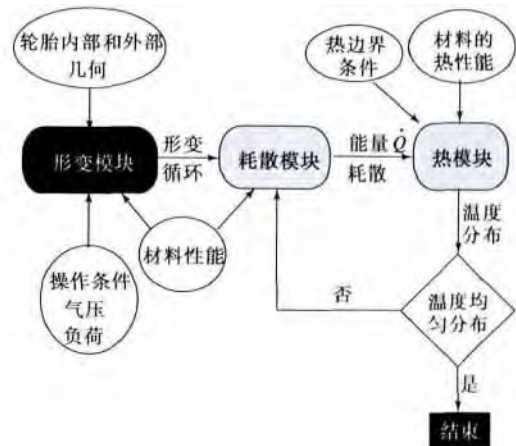 轮胎内部和外部
几何
热边界
条件
材料的
热性能
形变模块
形变
循环
耗散模块
能量 Q̇
耗散
热模块
温度
分布
材料性能
操作条件
气压
负荷
否
温度均
匀分布
是
结束